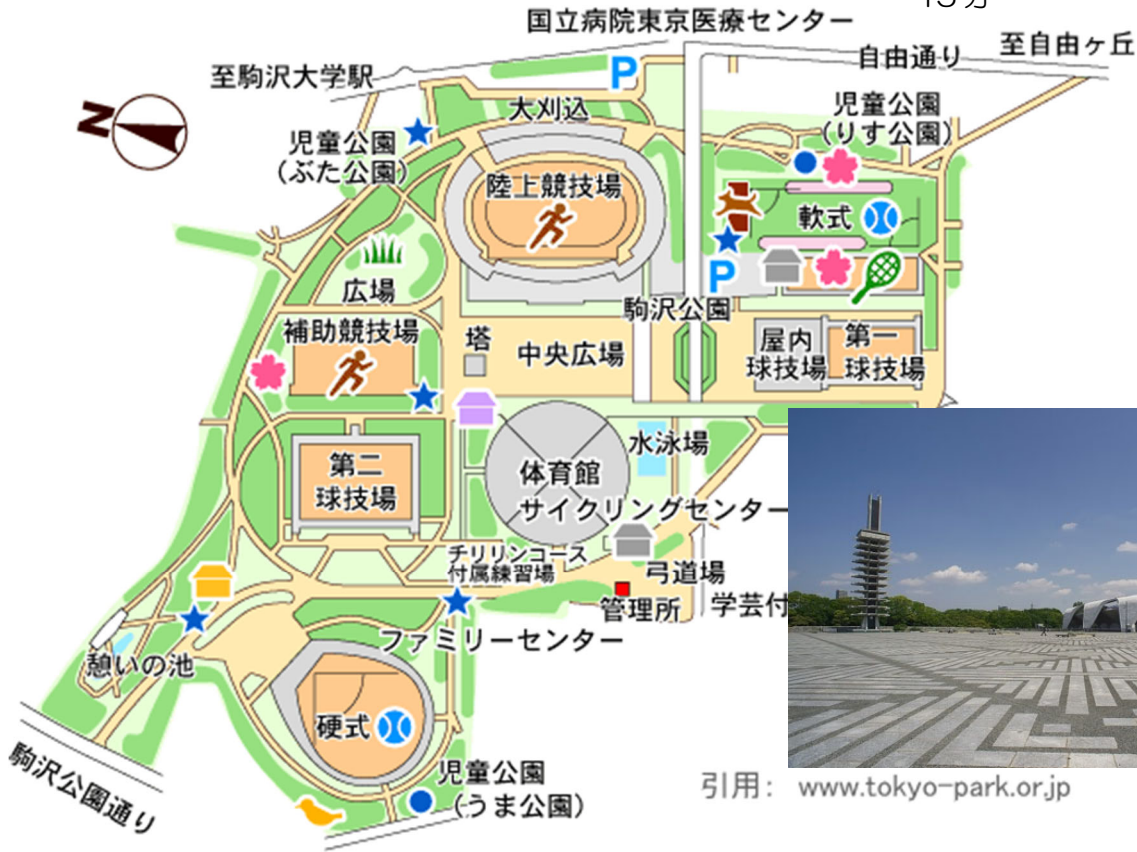 15分
国立病院東京医療センター
自由通り
至自由ヶ丘
至駒沢大学駅
P
大刈込
児童公園
(りす公園)
N
児童公園
(ぶた公園)
陸上競技場
軟式
広場
P
駒沢公園
補助競技場
塔
中央広場
屋内
球技場
第一
球技場
第二
球技場
体育館
水泳場
サイクリングセンター
チリリンコース
付属練習場
弓道場
管理所
学芸付
ファミリーセンター
憩いの池
硬式
駒沢公園通り
児童公園
(うま公園)
引用: www.tokyo-park.or.jp